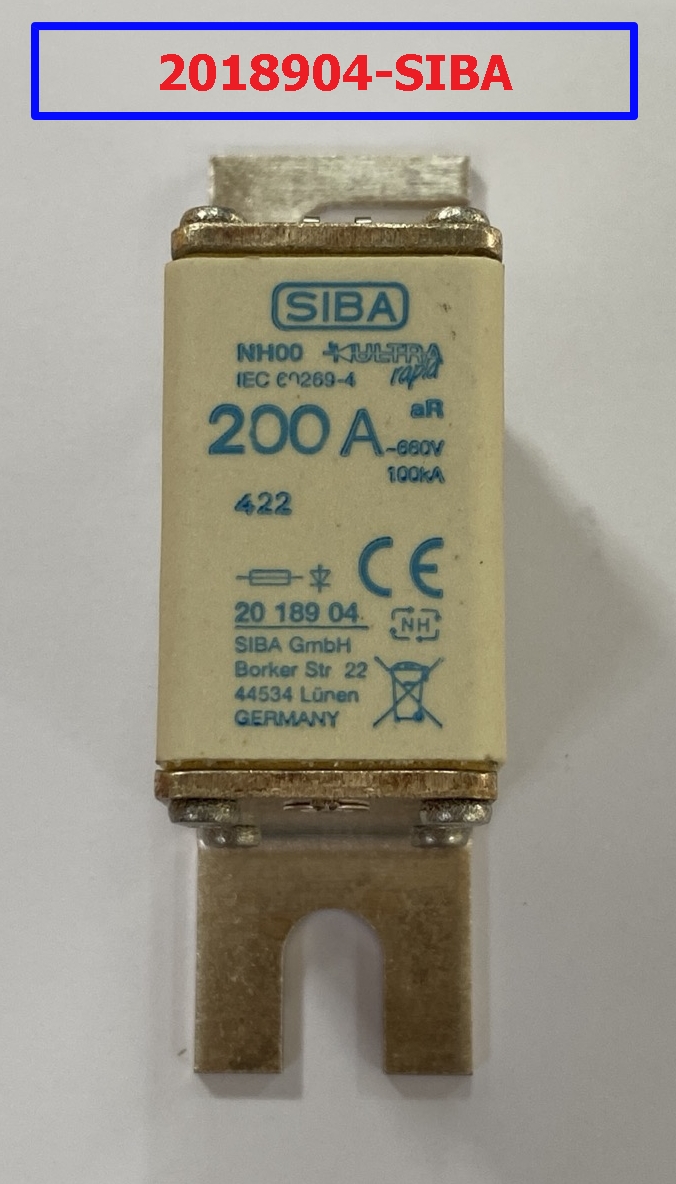 2018904-SIBA
SIBA
NH00 ULTRA
rapid
IEC 60269-4
aR
200 A ~660V
100kA
422
CE
20 189 04
NH
SIBA GmbH
Borker Str 22
44534 Lünen
GERMANY